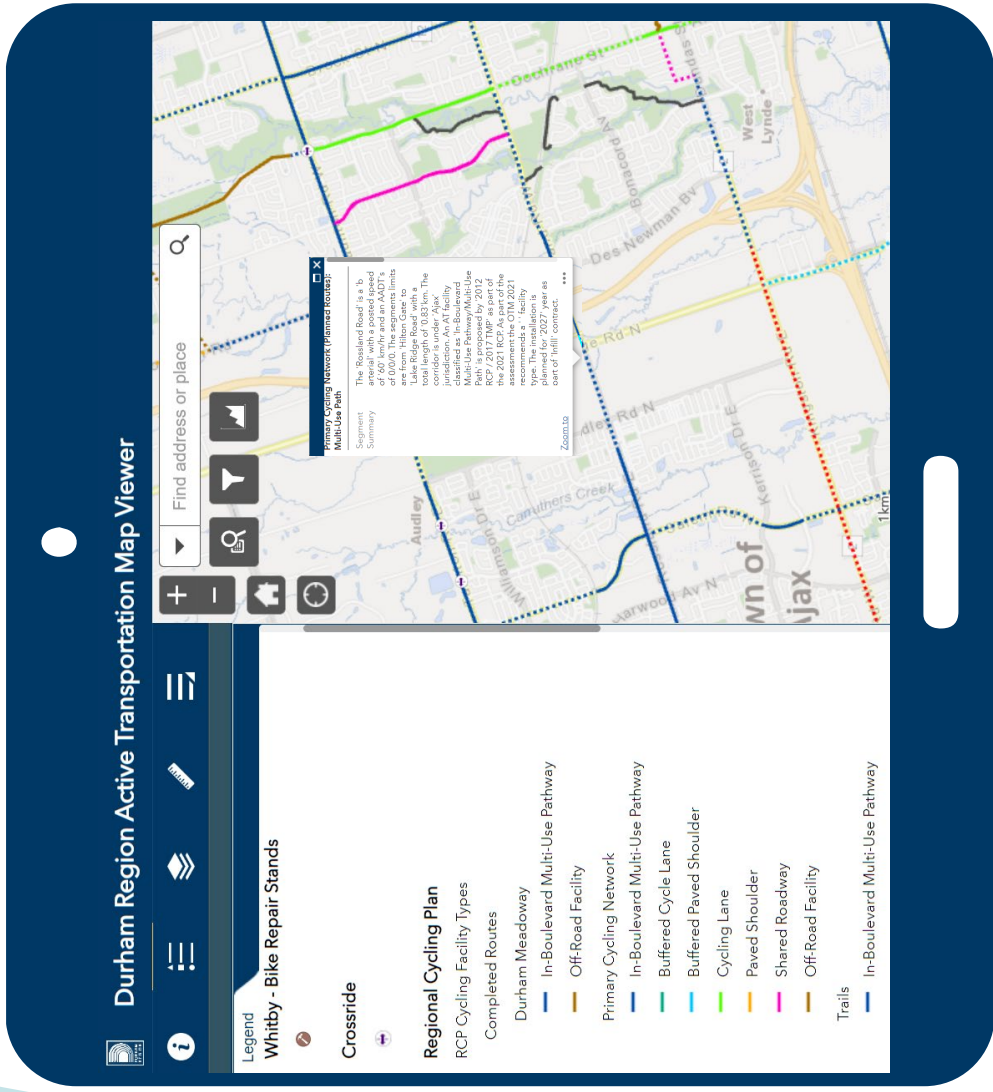 Durham Region Active Transportation Map Viewer
Legend
Whitby - Bike Repair Stands
Crossride
Regional Cycling Plan
RCP Cycling Facility Types
Completed Routes
Durham Meadoway
In-Boulevard Multi-Use Pathway
Off-Road Facility
Primary Cycling Network
In-Boulevard Multi-Use Pathway
Buffered Cycle Lane
Buffered Paved Shoulder
Cycling Lane
Paved Shoulder
Shared Roadway
Off-Road Facility
Trails
In-Boulevard Multi-Use Pathway
+
−
Find address or place
Primary Cycling Network (Planned Routes):
Multi-Use Path
Segment
Summary
The 'Rossland Road' is a 'b
arterial' with a posted speed
of '60' km/hr and an AADT's
of 0/0/0. The segments limits
are from 'Hilton Gate' to
'Lake Ridge Road' with a
total length of '0.83'km. The
corridor is under 'Ajax'
jurisdiction. An AT facility
classified as 'In-Boulevard
Multi-Use Pathway/Multi-Use
Path' is proposed by '2012
RCP / 2017 TMP' as part of
the 2021 RCP. As part of the
assessment the OTM 2021
recommends a ' ' facility
type. The installation is
planned for '2027' year as
part of 'Infill' contract.
Zoom to
Audley
Williamson Dr E
Carruthers Creek
Harwood Av N
wn of
Ajax
Kerrison Dr E
dley Rd N
e Rd N
Des Newman Bv
Bonacord Av
Cochrane St
West
Lynde
1km